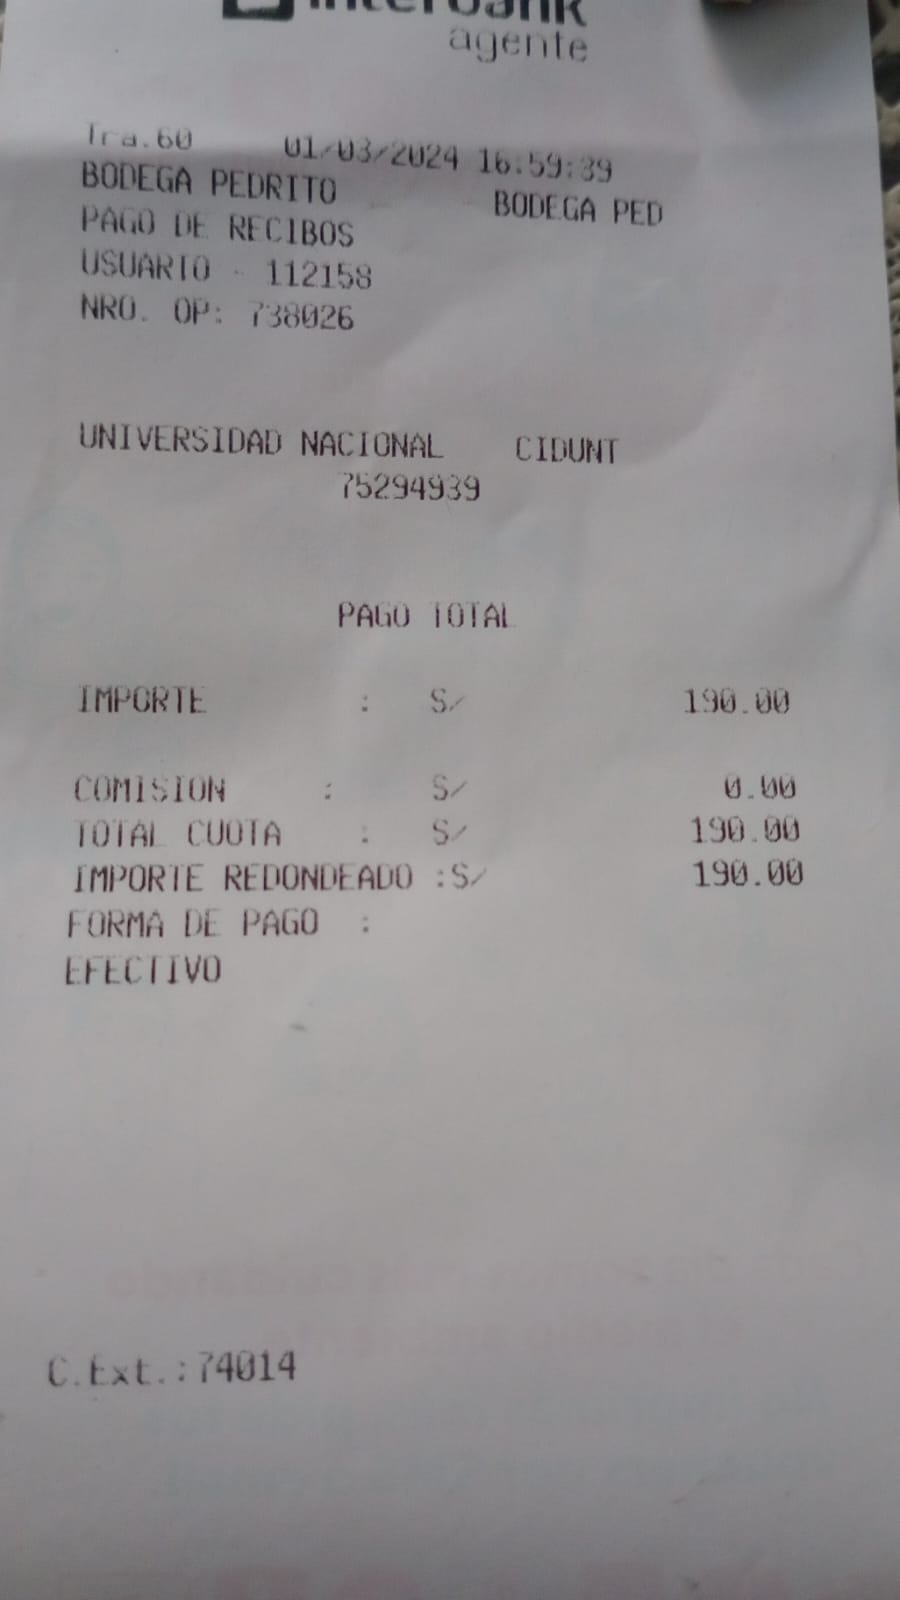 Interbank
agente
Tra.60 01/03/2024 16:59:39
BODEGA PEDRITO BODEGA PED
PAGO DE RECIBOS
USUARIO - 112158
NRO. OP: 738026
UNIVERSIDAD NACIONAL CIDUNT
75294939
PAGO TOTAL
IMPORTE : S/ 190.00
COMISION : S/ 0.00
TOTAL CUOTA : S/ 190.00
IMPORTE REDONDEADO :S/ 190.00
FORMA DE PAGO :
EFECTIVO
C.Ext.:74014